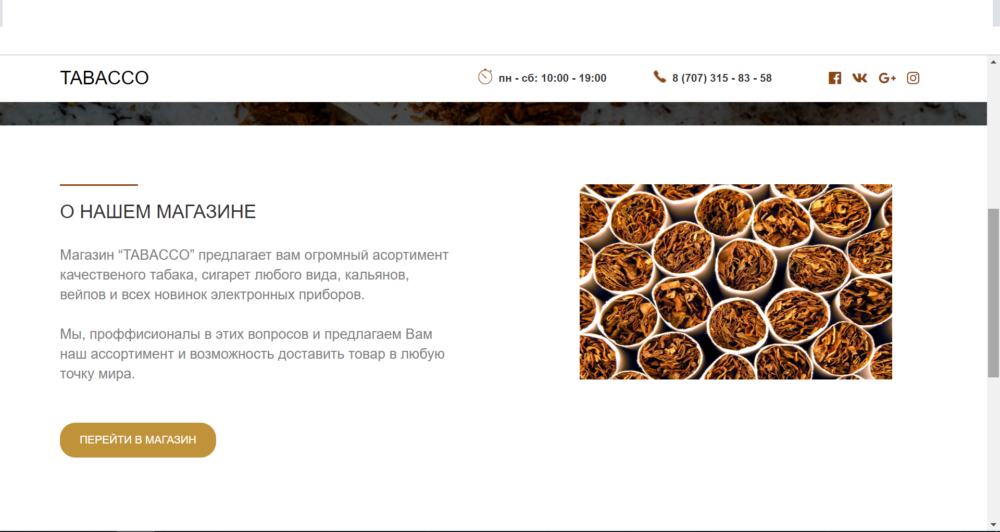 TABACCO
пн - сб: 10:00 - 19:00
8 (707) 315 - 83 - 58
О НАШЕМ МАГАЗИНЕ
Магазин “TABACCO” предлагает вам огромный асортимент
качественого табака, сигарет любого вида, кальянов,
вейпов и всех новинок электронных приборов.
Мы, проффисионалы в этих вопросов и предлагаем Вам
наш ассортимент и возможность доставить товар в любую
точку мира.
ПЕРЕЙТИ В МАГАЗИН